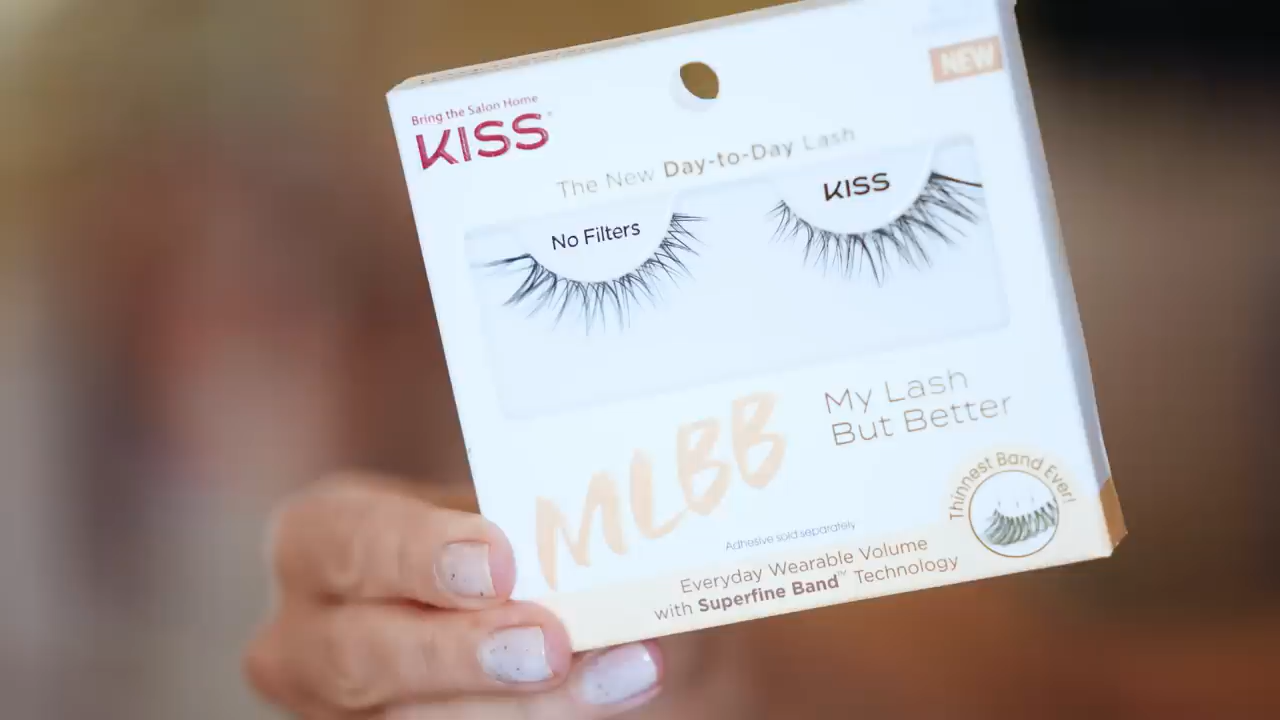 Bring the Salon Home
KISS
NEW
The New Day-to-Day Lash
No Filters
KISS
MLBB
My Lash
But Better
Thinnest Band Ever!
Adhesive sold separately
Everyday Wearable Volume
with Superfine Band™ Technology